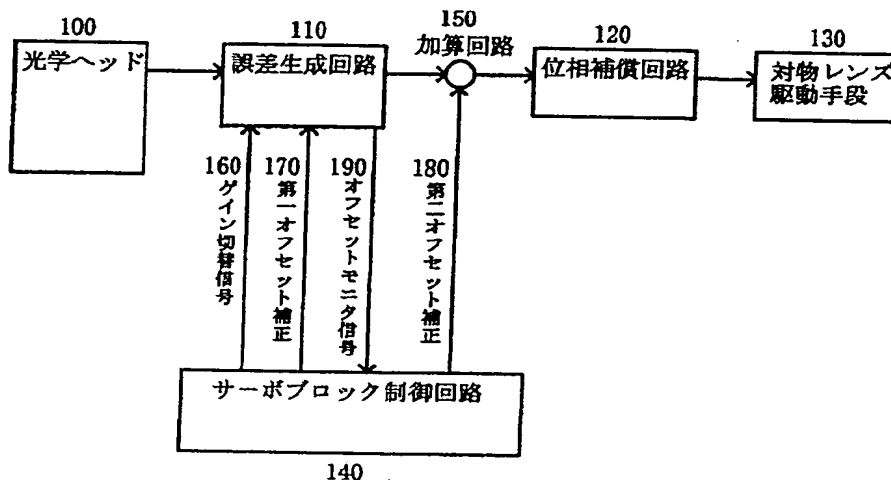 100
光学ヘッド
110
誤差生成回路
150
加算回路
120
位相補償回路
130
対物レンズ
駆動手段
160
ゲイン切替信号
170
第一オフセット補正
190
オフセットモニタ信号
180
第二オフセット補正
サーボブロック制御回路
140